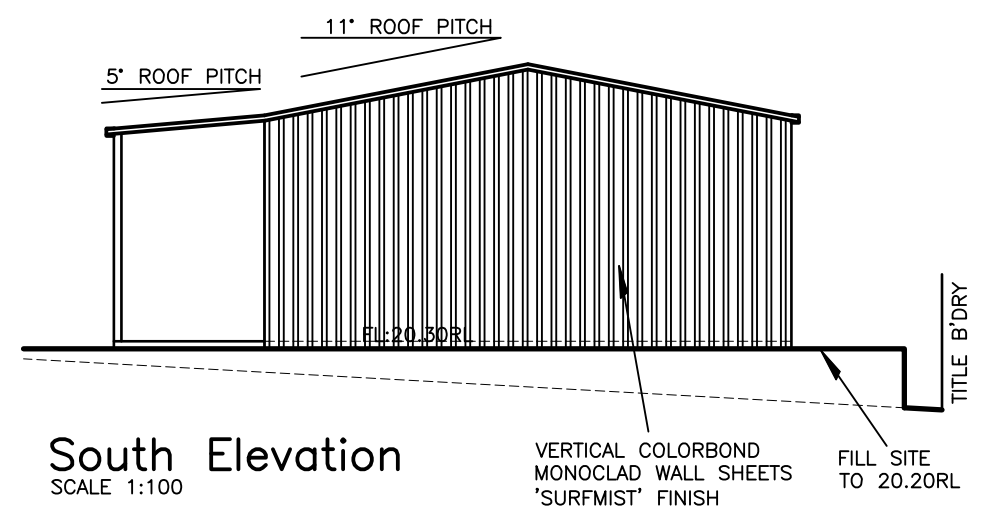 11° ROOF PITCH
5° ROOF PITCH
FL:20.30RL
TITLE B'DRY
South Elevation
SCALE 1:100
VERTICAL COLORBOND
MONOCLAD WALL SHEETS
'SURFMIST' FINISH
FILL SITE
TO 20.20RL